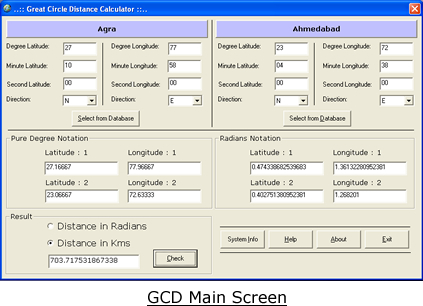 ..:: Great Circle Distance Calculator ::..
Agra
Ahmedabad
Degree Latitude: 27 Degree Longitude: 77 Degree Latitude: 23 Degree Longitude: 72
Minute Latitude: 10 Minute Longitude: 58 Minute Latitude: 04 Minute Longitude: 38
Second Latitude: 00 Second Longitude: 00 Second Latitude: 00 Second Longitude: 00
Direction: N Direction: E Direction: N Direction: E
Select from Database Select from Database
Pure Degree Notation Radians Notation
Latitude : 1 Longitude : 1 Latitude : 1 Longitude : 1
27.16667 77.96667 0.474338682539683 1.36132280952381
Latitude : 2 Longitude : 2 Latitude : 2 Longitude : 2
23.06667 72.63333 0.402751380952381 1.268201
Result
Distance in Radians
Distance in Kms
703.717531867338 Check
System Info Help About Exit
GCD Main Screen